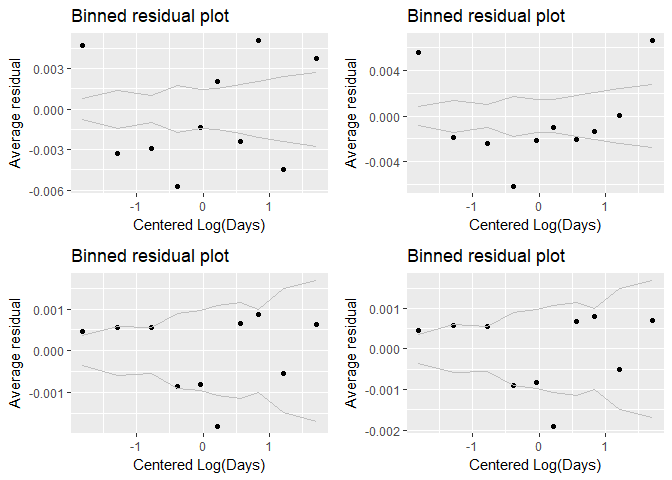 Binned residual plot
Average residual
0.003
0.000
-0.003
-0.006
-1
0
1
Centered Log(Days)
Binned residual plot
Average residual
0.004
0.000
-0.004
-1
0
1
Centered Log(Days)
Binned residual plot
Average residual
0.001
0.000
-0.001
-1
0
1
Centered Log(Days)
Binned residual plot
Average residual
0.001
0.000
-0.001
-0.002
-1
0
1
Centered Log(Days)